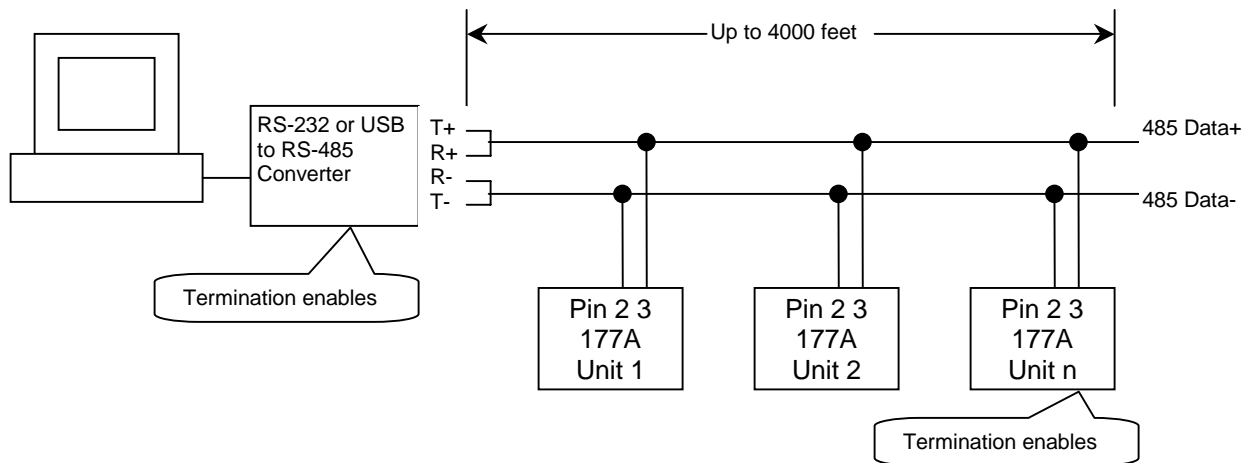 Up to 4000 feet
RS-232 or USB
to RS-485
Converter
T+
R+
R-
T-
485 Data+
485 Data-
Termination enables
Pin 2 3
177A
Unit 1
Pin 2 3
177A
Unit 2
Pin 2 3
177A
Unit n
Termination enables